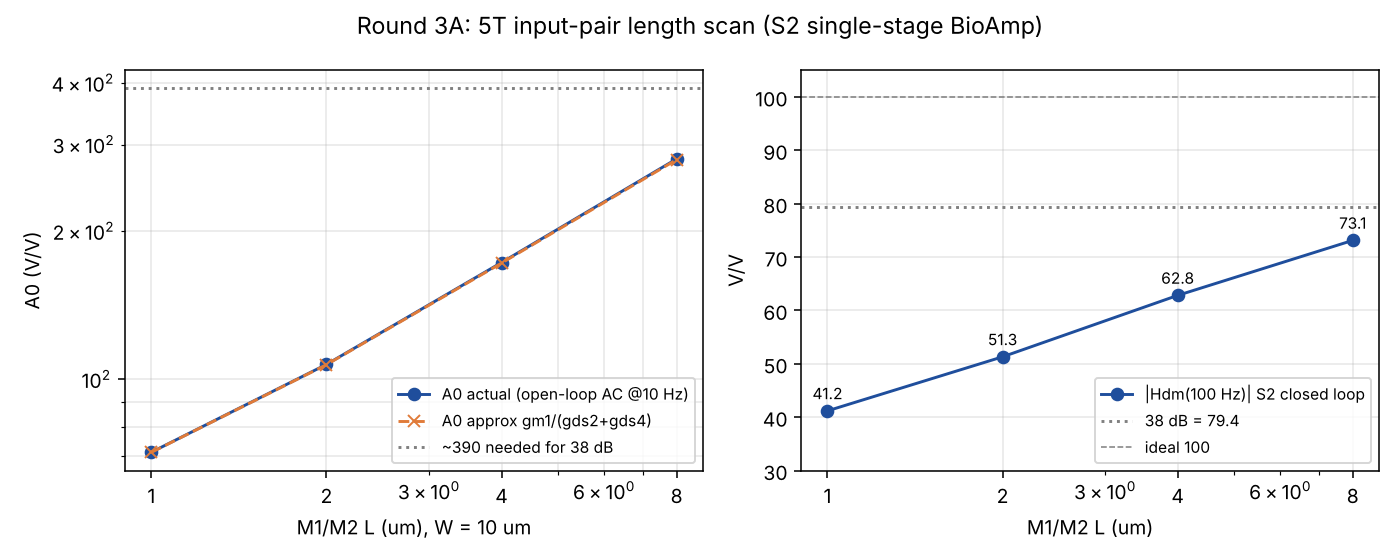 Round 3A: 5T input-pair length scan (S2 single-stage BioAmp)
A0 (V/V)
4 × 10²
3 × 10²
2 × 10²
10²
A0 actual (open-loop AC @10 Hz)
A0 approx gm1/(gds2+gds4)
~390 needed for 38 dB
1
2
3 × 10⁰
4
6 × 10⁰
8
M1/M2 L (um), W = 10 um
V/V
100
90
80
70
60
50
40
30
41.2
51.3
62.8
73.1
|Hdm(100 Hz)| S2 closed loop
38 dB = 79.4
ideal 100
1
2
3 × 10⁰
4
6 × 10⁰
8
M1/M2 L (um)